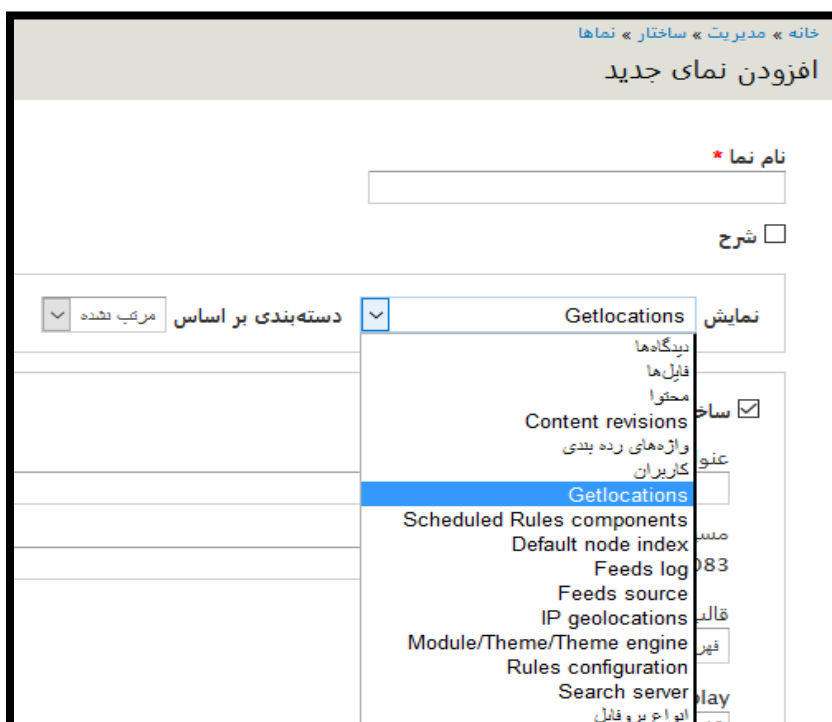 خانه » مدیریت » ساختار » نماها
افزودن نمای جدید
نام نما *
شرح
نمایش Getlocations دسته‌بندی بر اساس مرتب نشده
دیدگاه‌ها
فایل‌ها
محتوا
Content revisions
واژه‌های رده بندی
کاربران
Getlocations
Scheduled Rules components
Default node index
Feeds log
Feeds source
IP geolocations
Module/Theme/Theme engine
Rules configuration
Search server
انواع پروفایل